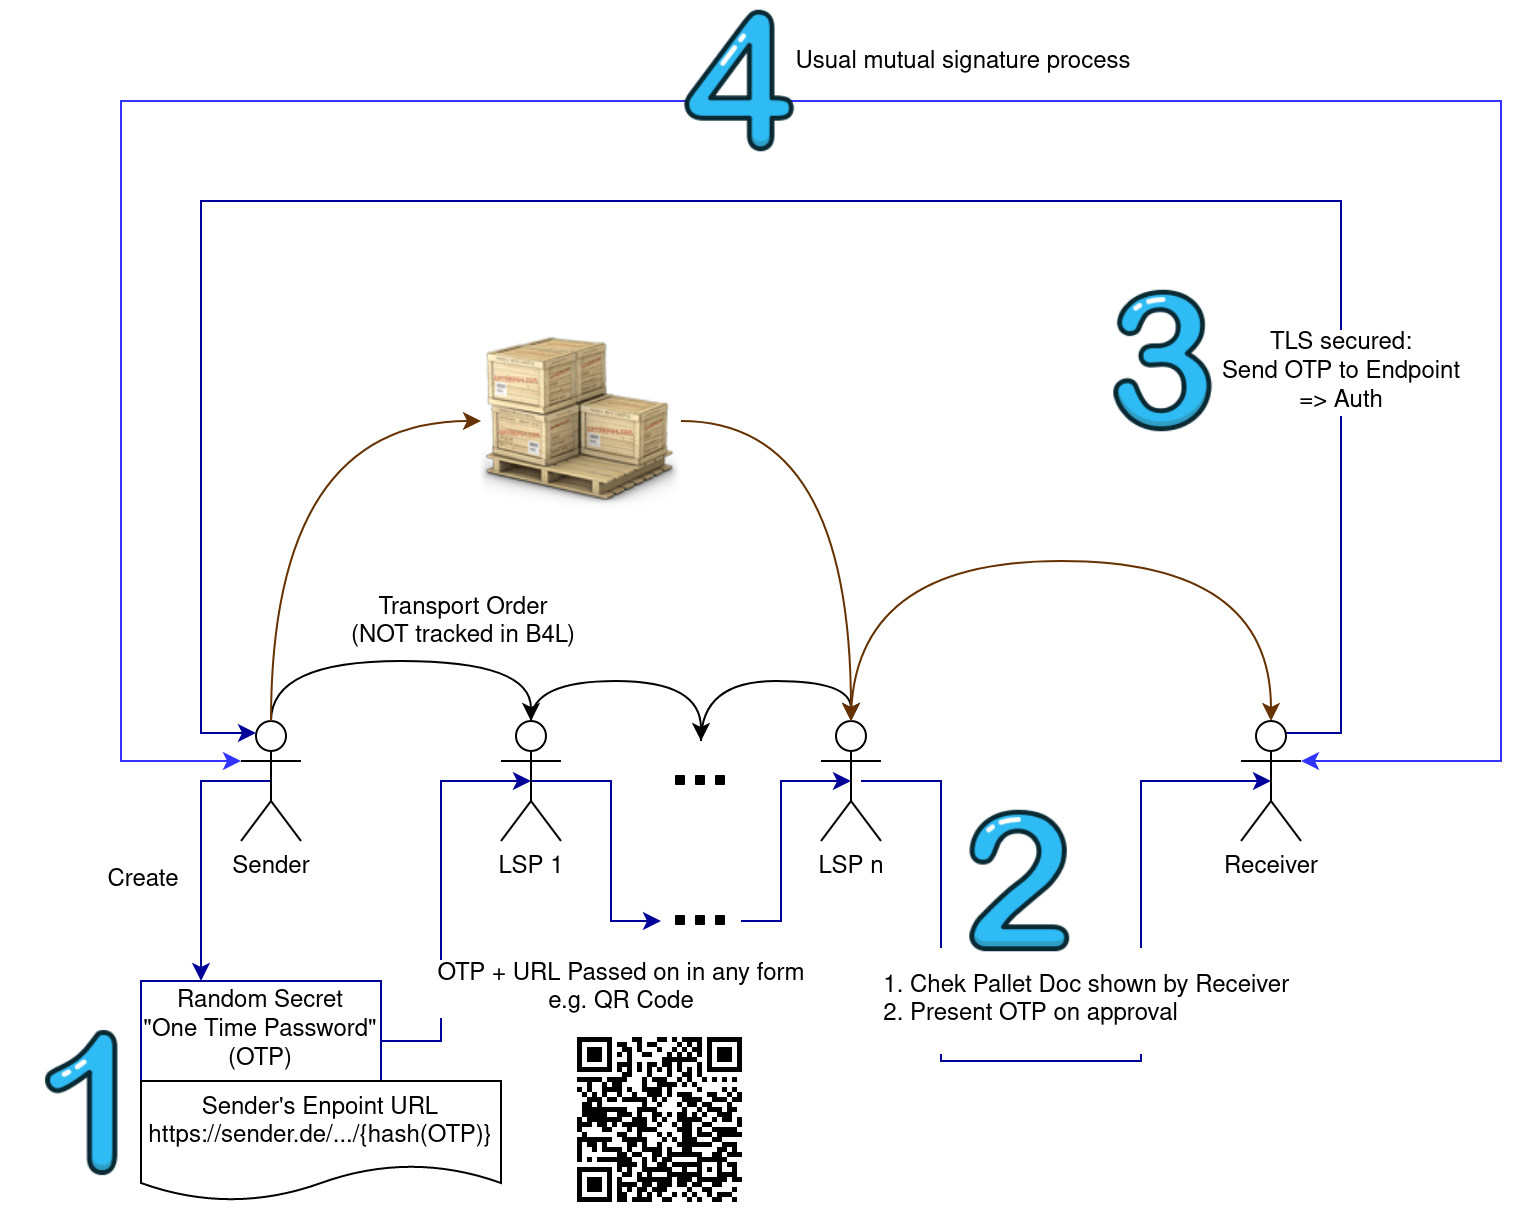 4
Usual mutual signature process
3
TLS secured:
Send OTP to Endpoint
=> Auth
Transport Order
(NOT tracked in B4L)
Sender
LSP 1
LSP n
Receiver
Create
2
OTP + URL Passed on in any form
e.g. QR Code
1. Chek Pallet Doc shown by Receiver
2. Present OTP on approval
1
Random Secret
"One Time Password"
(OTP)
Sender's Enpoint URL
https://sender.de/.../{hash(OTP)}